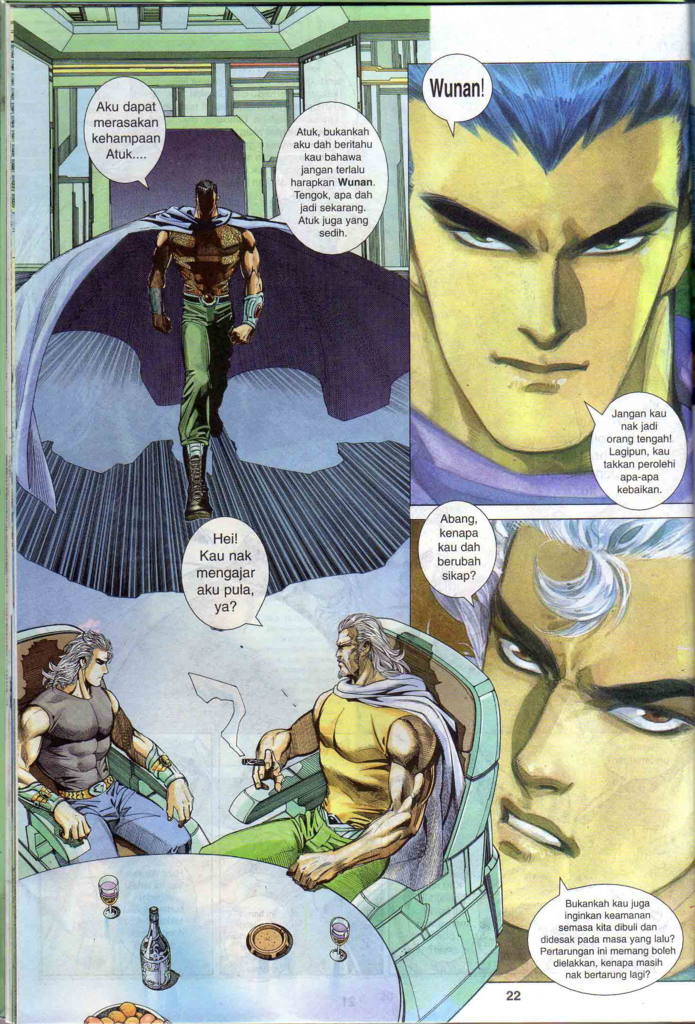 Aku dapat
merasakan
kehampaan
Atuk....
Atuk, bukankah
aku dah beritahu
kau bahawa
jangan terlalu
harapkan Wunan.
Tengok, apa dah
jadi sekarang.
Atuk juga yang
sedih.
Wunan!
Jangan kau
nak jadi
orang tengah!
Lagipun, kau
takkan perolehi
apa-apa
kebaikan.
Hei!
Kau nak
mengajar
aku pula,
ya?
Abang,
kenapa
kau dah
berubah
sikap?
Bukankah kau juga
inginkan keamanan
semasa kita dibuli dan
didesak pada masa yang lalu?
Pertarungan ini memang boleh
dielakkan, kenapa masih
nak bertarung lagi?
22